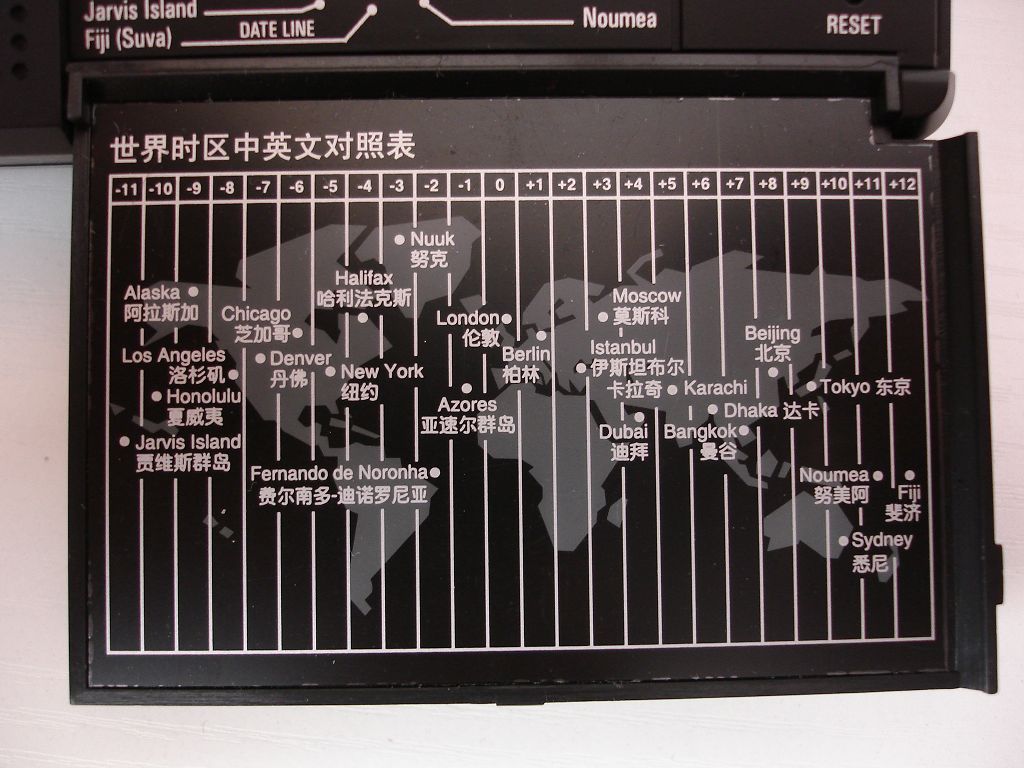 Jarvis Island
Fiji (Suva)
DATE LINE
Noumea
RESET
世界时区中英文对照表
-11 -10 -9 -8 -7 -6 -5 -4 -3 -2 -1 0 +1 +2 +3 +4 +5 +6 +7 +8 +9 +10 +11 +12
Nuuk
努克
Halifax
哈利法克斯
Alaska
阿拉斯加
Chicago
芝加哥
London
伦敦
Moscow
莫斯科
Beijing
北京
Los Angeles
洛杉矶
Denver
丹佛
New York
纽约
Berlin
柏林
Istanbul
伊斯坦布尔
卡拉奇 Karachi
Tokyo 东京
Honolulu
夏威夷
Azores
亚速尔群岛
Dhaka 达卡
Dubai
迪拜
Bangkok
曼谷
Jarvis Island
贾维斯群岛
Fernando de Noronha
费尔南多-迪诺罗尼亚
Noumea
努美阿
Fiji
斐济
Sydney
悉尼